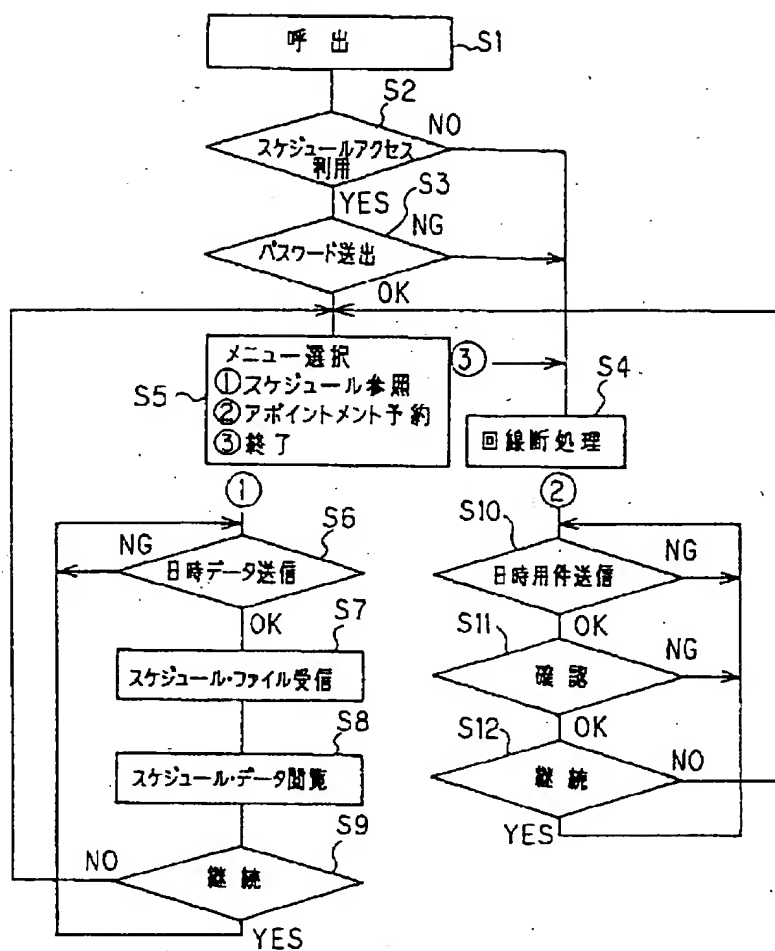 呼出
S1
S2
NO
スケジュールアクセス
利用
YES
S3
NG
パスワード送出
OK
メニュー選択
①スケジュール参照
②アポイントメント予約
③終了
S5
③
S4
回線断処理
①
②
S6
NG
日時データ送信
OK
S7
スケジュール・ファイル受信
S8
スケジュール・データ閲覧
S9
NO
継続
YES
S10
NG
日時用件送信
OK
S11
NG
確認
OK
S12
NO
継続
YES